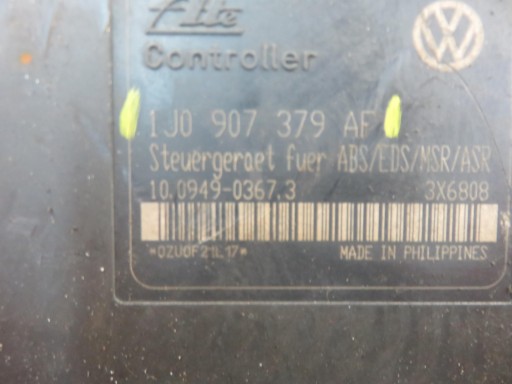 Ate
Controller
1J0 907 379 AF
Steuergeraet fuer ABS/EDS/MSR/ASR
10.0949-0367.3 3X6808
*0ZU0F21L17* MADE IN PHILIPPINES